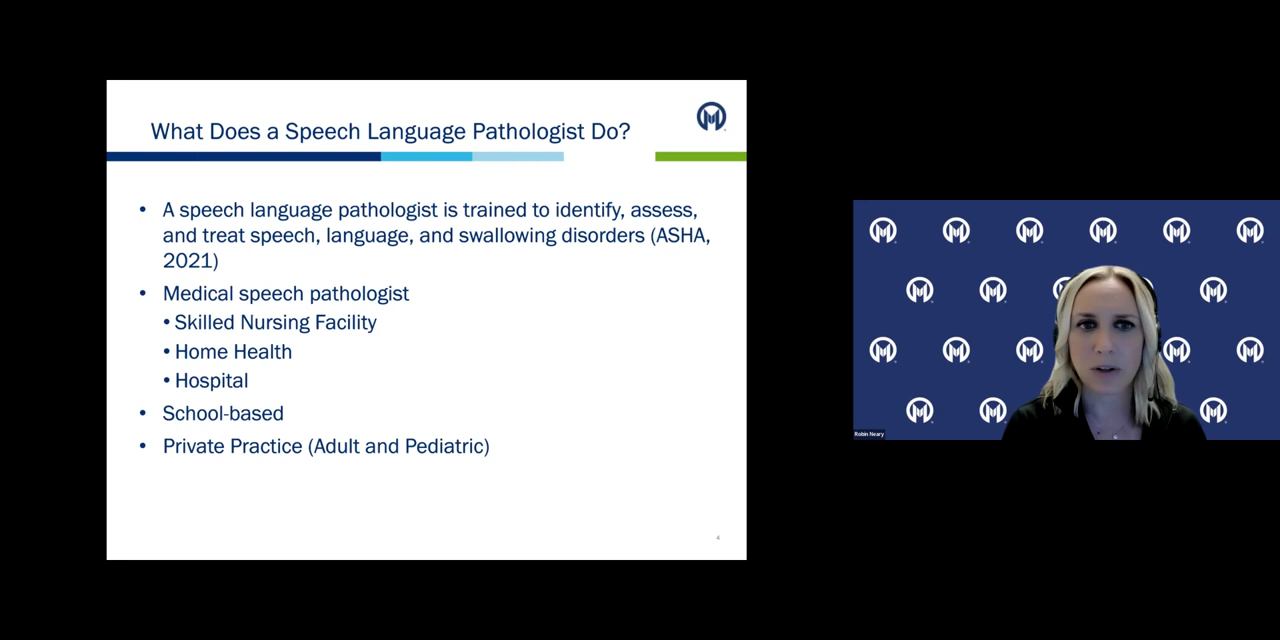 What Does a Speech Language Pathologist Do?
• A speech language pathologist is trained to identify, assess,
and treat speech, language, and swallowing disorders (ASHA,
2021)
• Medical speech pathologist
• Skilled Nursing Facility
• Home Health
• Hospital
• School-based
• Private Practice (Adult and Pediatric)
4
Robin Neary